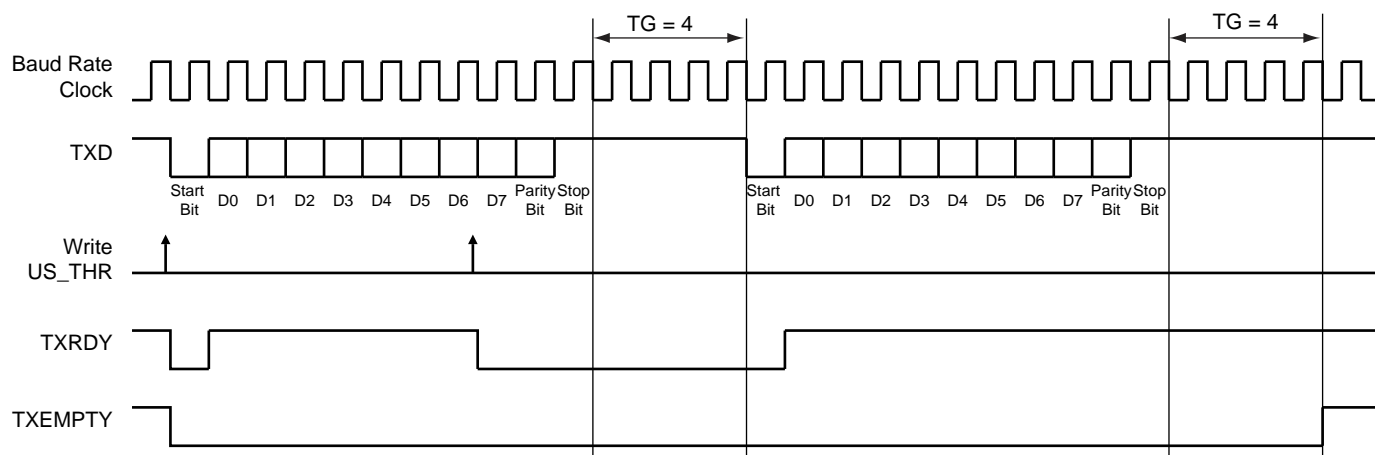 TG = 4 TG = 4
Baud Rate
Clock
TXD
Start D0 D1 D2 D3 D4 D5 D6 D7 Parity Stop Start D0 D1 D2 D3 D4 D5 D6 D7 Parity Stop
Bit Bit Bit Bit Bit Bit
Write
US_THR
TXRDY
TXEMPTY